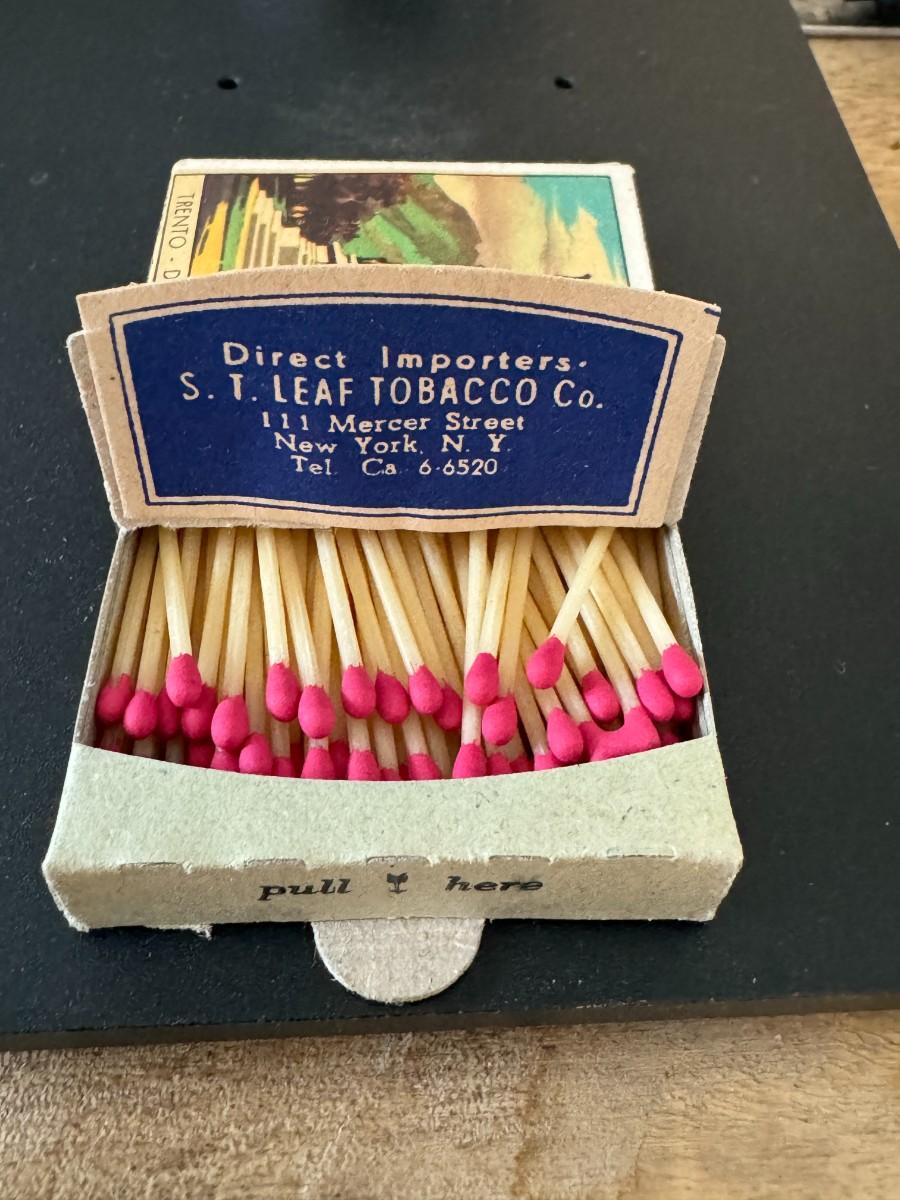 TRENTO - D
Direct Importers.
S. T. LEAF TOBACCO Co.
111 Mercer Street
New York, N. Y.
Tel. Ca 6-6520
pull here